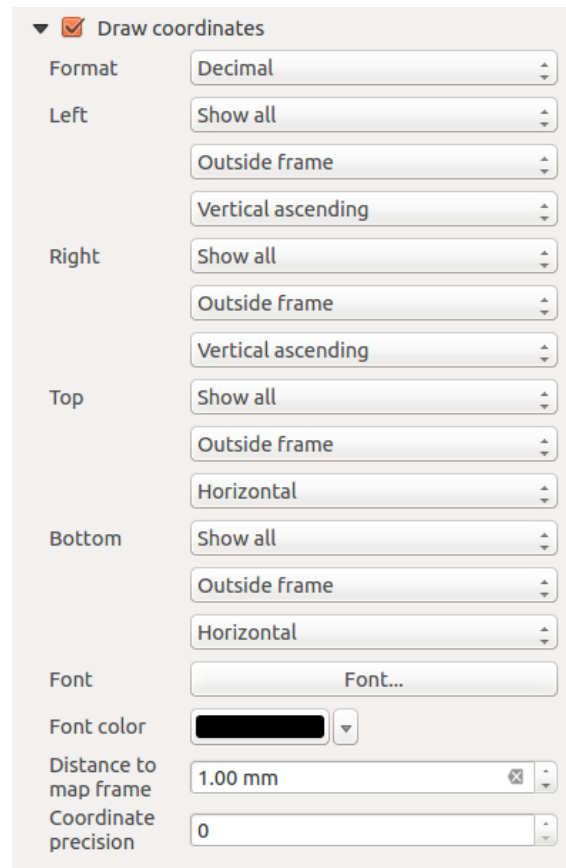 Draw coordinates
Format Decimal
Left Show all
Outside frame
Vertical ascending
Right Show all
Outside frame
Vertical ascending
Top Show all
Outside frame
Horizontal
Bottom Show all
Outside frame
Horizontal
Font Font...
Font color
Distance to
map frame 1.00 mm
Coordinate
precision 0